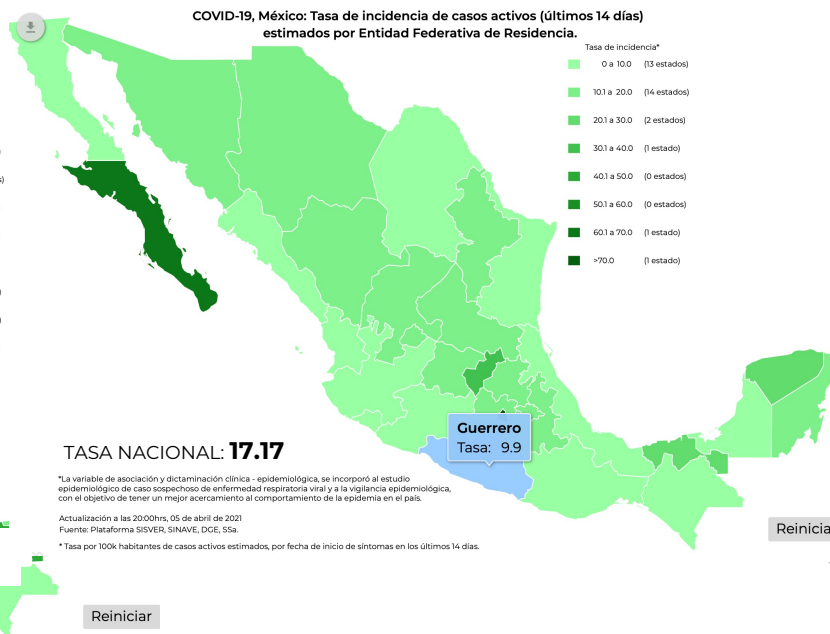 COVID-19, México: Tasa de incidencia de casos activos (últimos 14 días)
estimados por Entidad Federativa de Residencia.
Tasa de incidencia*
0 a 10.0 (13 estados)
10.1 a 20.0 (14 estados)
20.1 a 30.0 (2 estados)
30.1 a 40.0 (1 estado)
40.1 a 50.0 (0 estados)
50.1 a 60.0 (0 estados)
60.1 a 70.0 (1 estado)
>70.0 (1 estado)
Guerrero
Tasa: 9.9
TASA NACIONAL: 17.17
*La variable de asociación y dictaminación clínica - epidemiológica, se incorporó al estudio
epidemiológico de caso sospechoso de enfermedad respiratoria viral y a la vigilancia epidemiológica,
con el objetivo de tener un mejor acercamiento al comportamiento de la epidemia en el país.
Actualización a las 20:00hrs, 05 de abril de 2021
Fuente: Plataforma SISVER, SINAVE, DGE, SSa.
* Tasa por 100k habitantes de casos activos estimados, por fecha de inicio de síntomas en los últimos 14 días.
Reinicia
Reiniciar